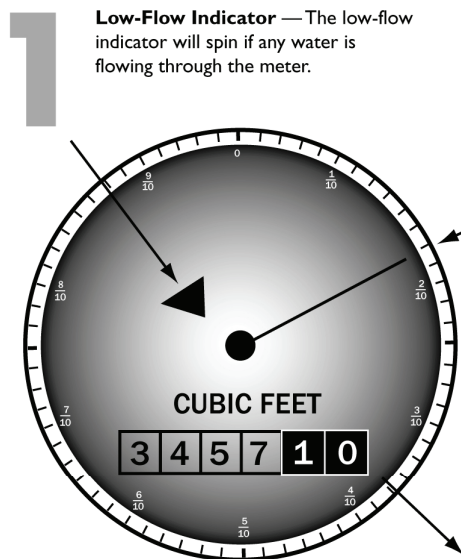 1
Low-Flow Indicator — The low-flow
indicator will spin if any water is
flowing through the meter.
0
1/10
2/10
3/10
4/10
5/10
6/10
7/10
8/10
9/10
CUBIC FEET
3 4 5 7 1 0